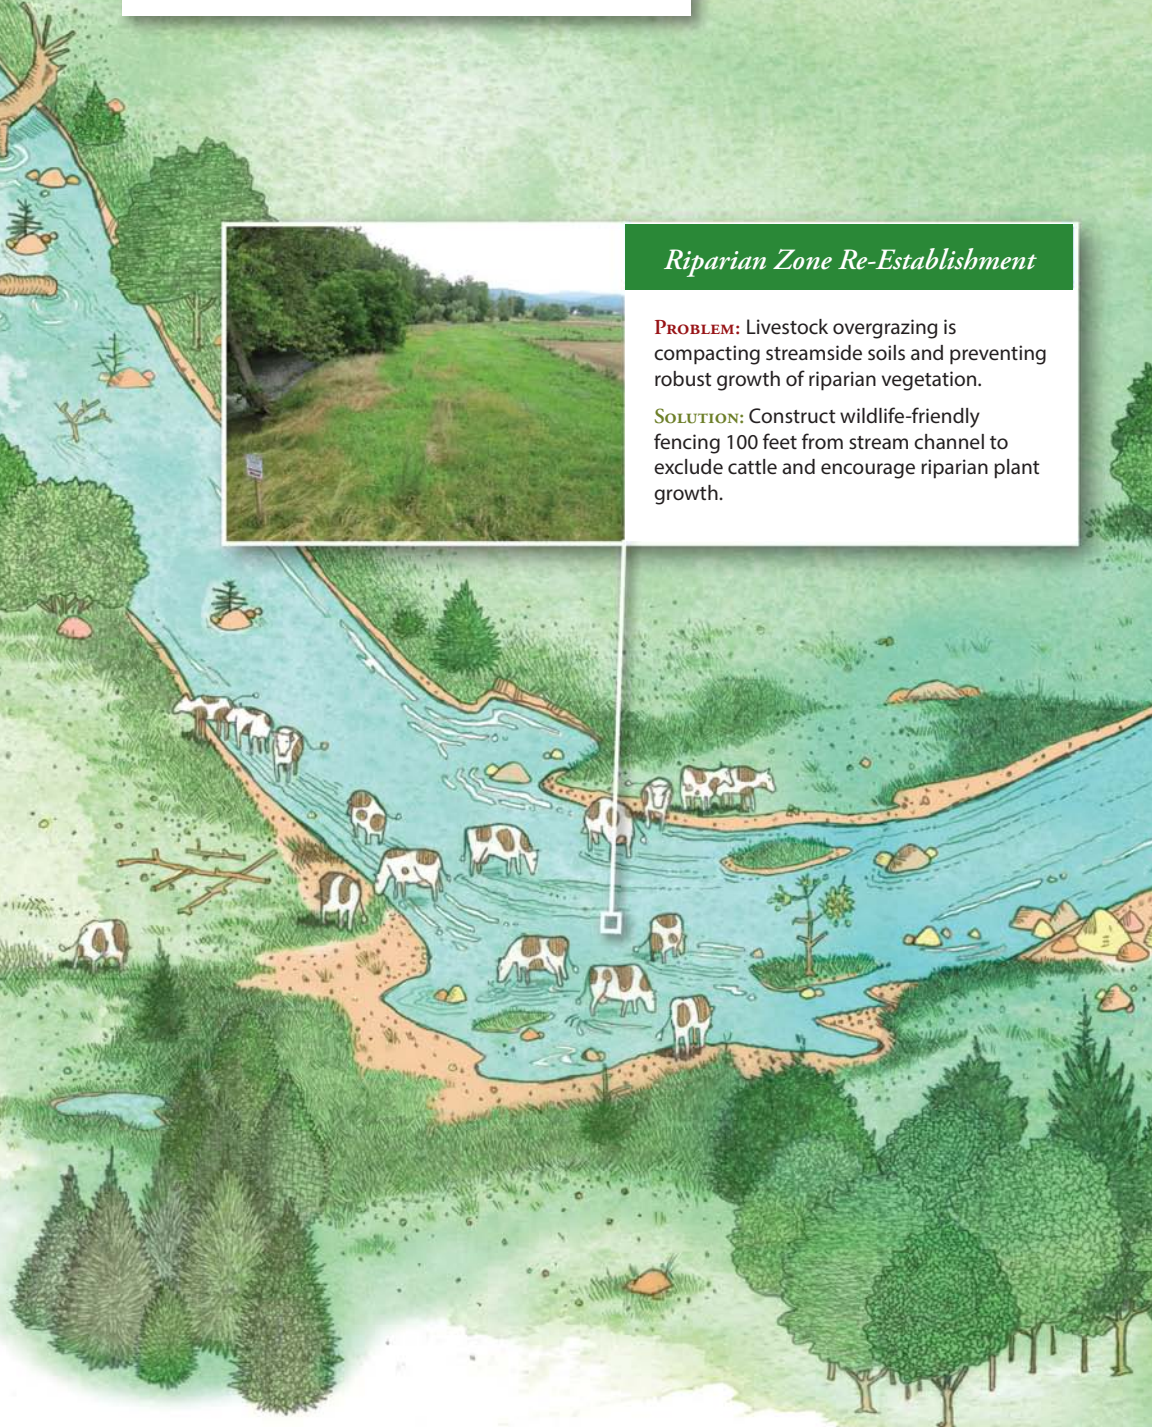 Riparian Zone Re-Establishment
Problem: Livestock overgrazing is
compacting streamside soils and preventing
robust growth of riparian vegetation.
Solution: Construct wildlife-friendly
fencing 100 feet from stream channel to
exclude cattle and encourage riparian plant
growth.